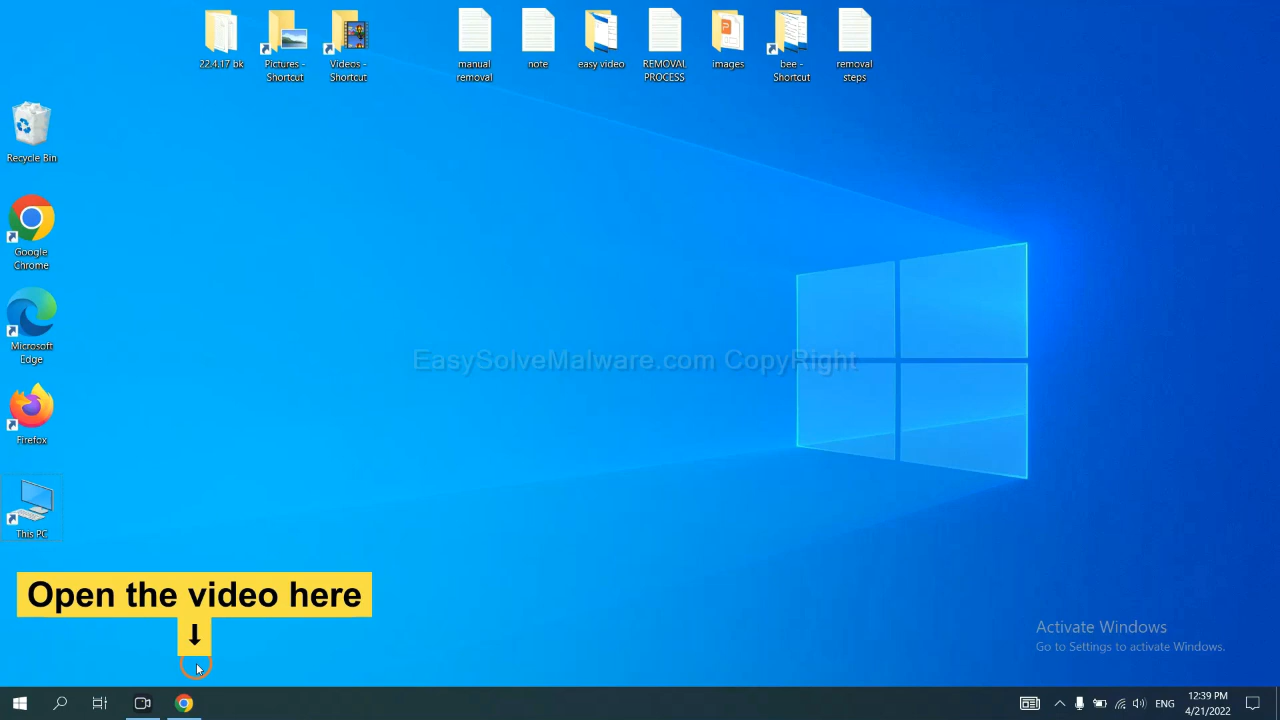 22.4.17 bk
Pictures -
Shortcut
Videos -
Shortcut
manual
removal
note
easy video
REMOVAL
PROCESS
images
bee -
Shortcut
removal
steps
Recycle Bin
Google
Chrome
Microsoft
Edge
Firefox
This PC
EasySolveMalware.com CopyRight
Open the video here
Activate Windows
Go to Settings to activate Windows.
ENG
12:39 PM
4/21/2022